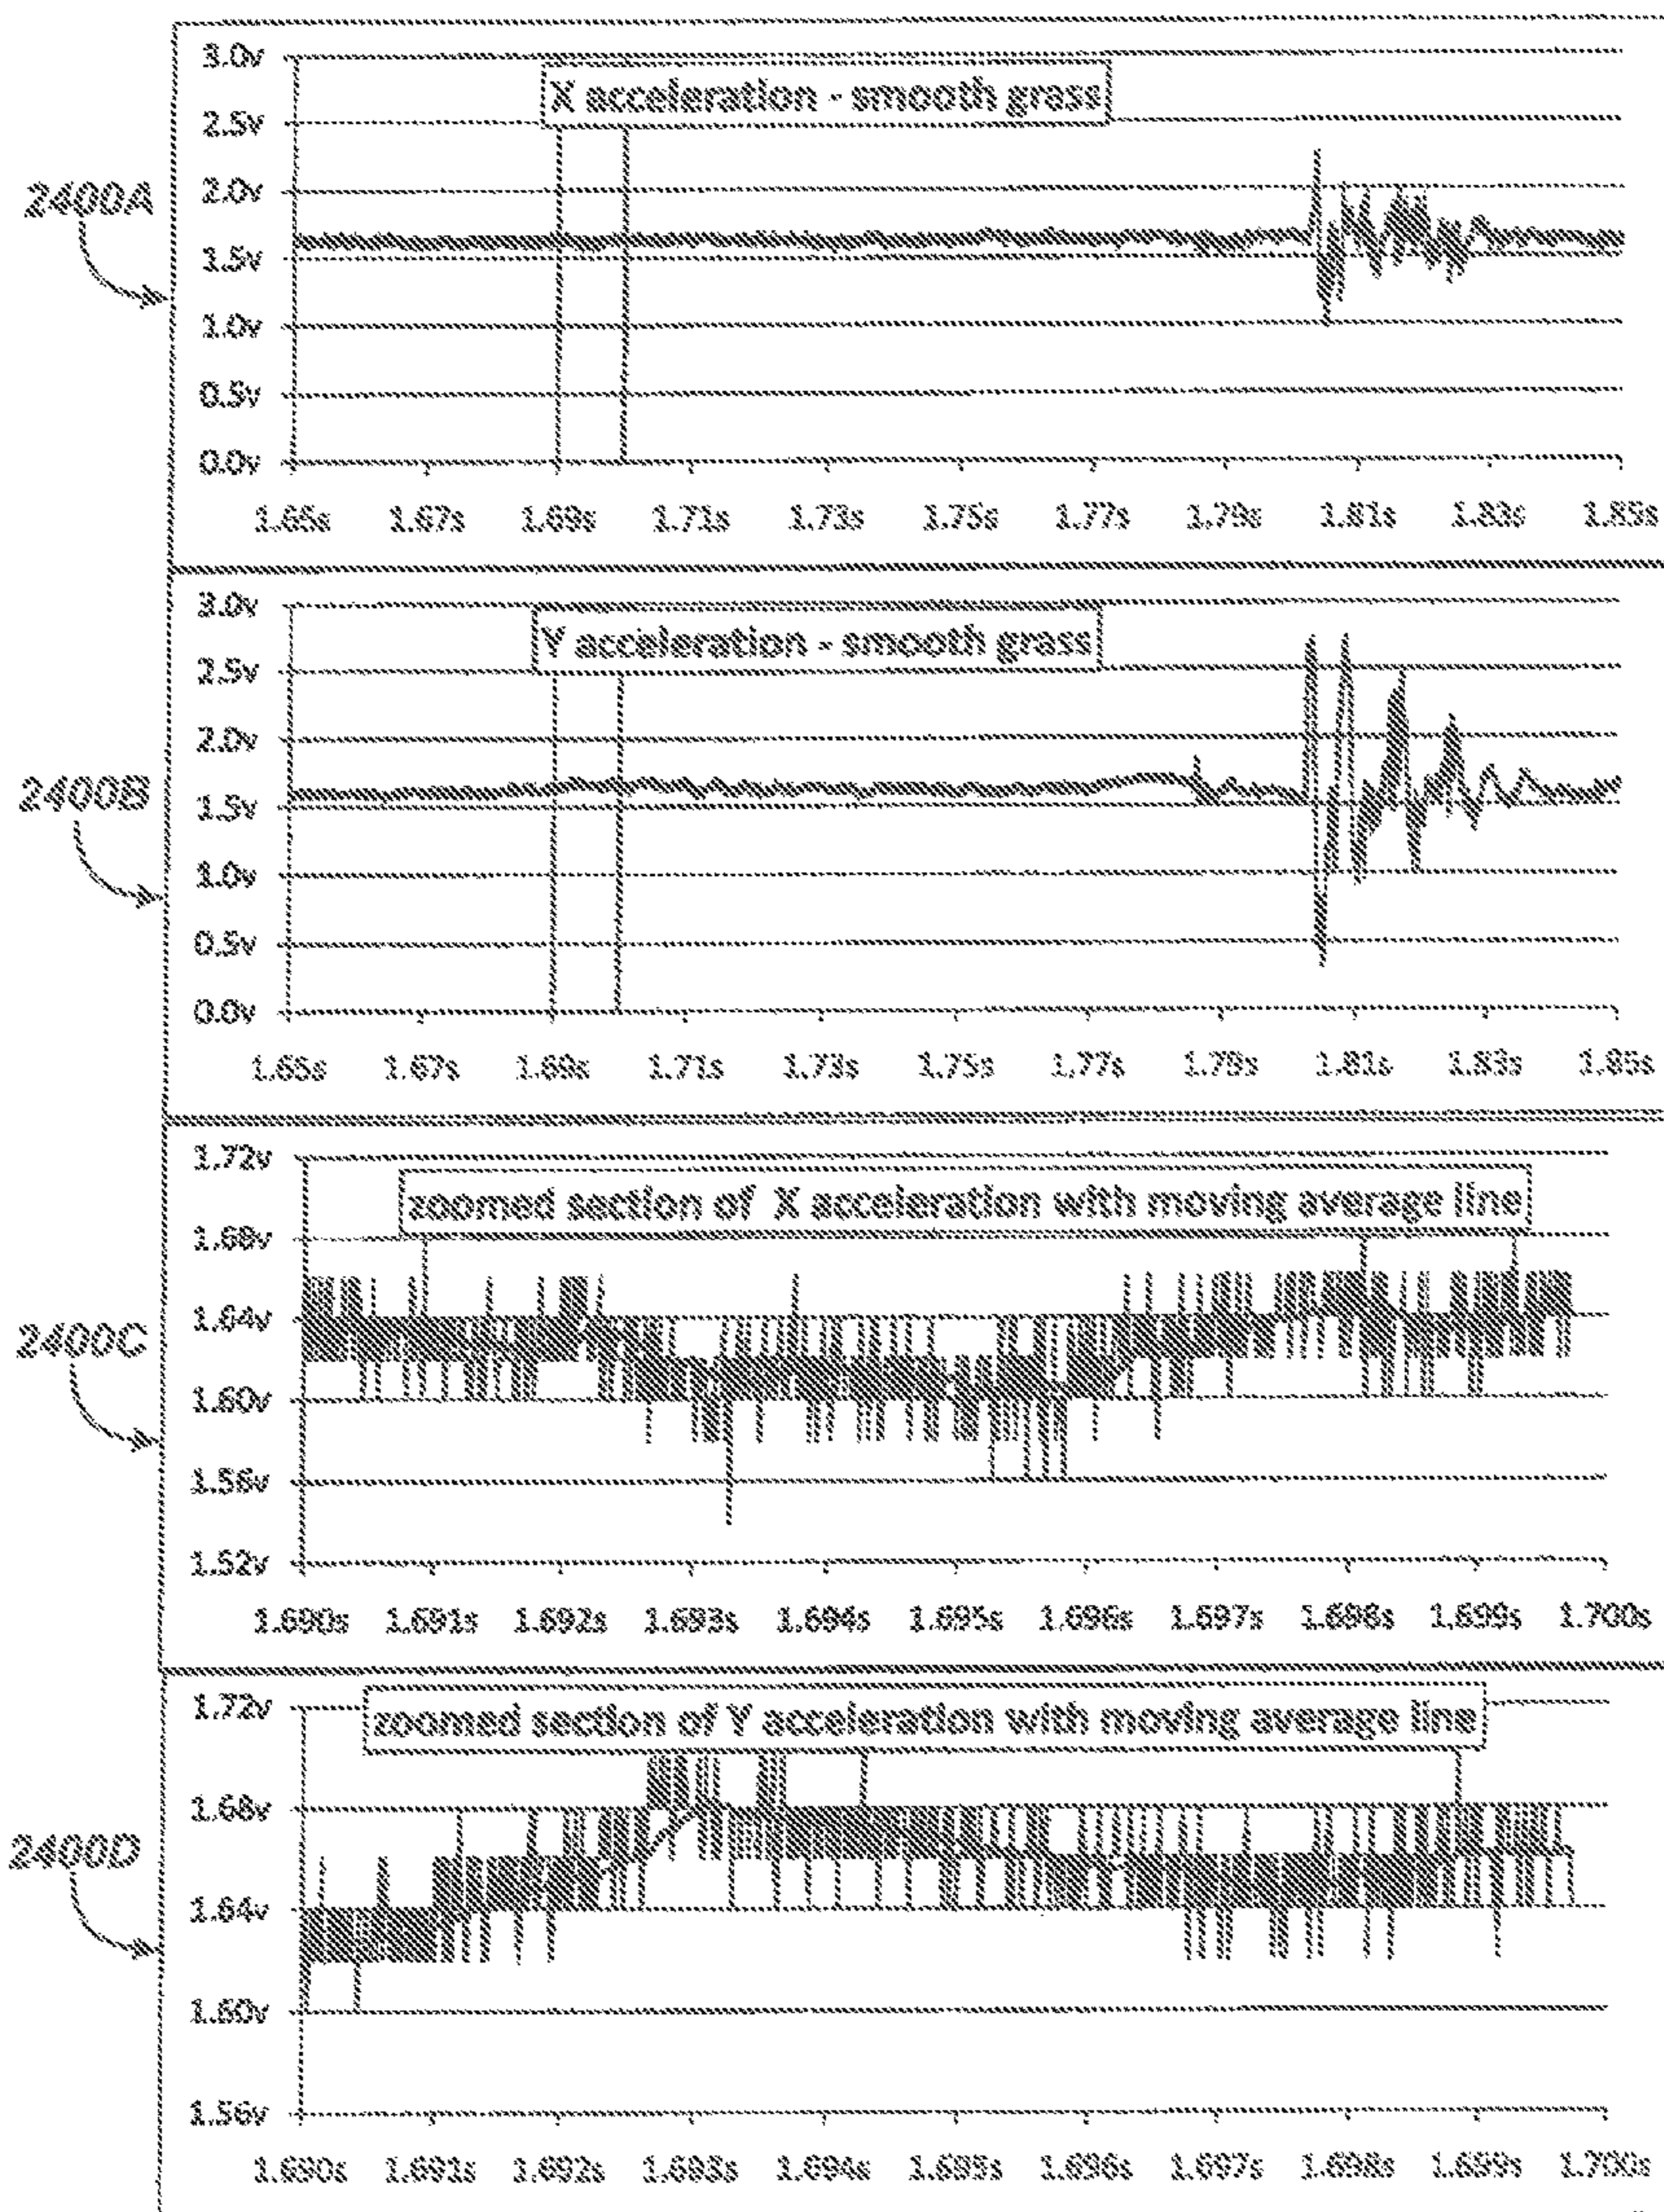 3.0v
X acceleration - smooth grass
2.5v
2400A
2.0v
1.5v
1.0v
0.5v
0.0v
1.65s 1.67s 1.69s 1.71s 1.73s 1.75s 1.77s 1.79s 1.81s 1.83s 1.85s
3.0v
Y acceleration - smooth grass
2.5v
2.0v
2400B
1.5v
1.0v
0.5v
0.0v
1.65s 1.67s 1.69s 1.71s 1.73s 1.75s 1.77s 1.79s 1.81s 1.83s 1.85s
1.72v
zoomed section of X acceleration with moving average line
1.68v
1.64v
2400C
1.60v
1.56v
1.52v
1.690s 1.691s 1.692s 1.693s 1.694s 1.695s 1.696s 1.697s 1.698s 1.699s 1.700s
1.72v
zoomed section of Y acceleration with moving average line
1.68v
2400D
1.64v
1.60v
1.56v
1.690s 1.691s 1.692s 1.693s 1.694s 1.695s 1.696s 1.697s 1.698s 1.699s 1.700s